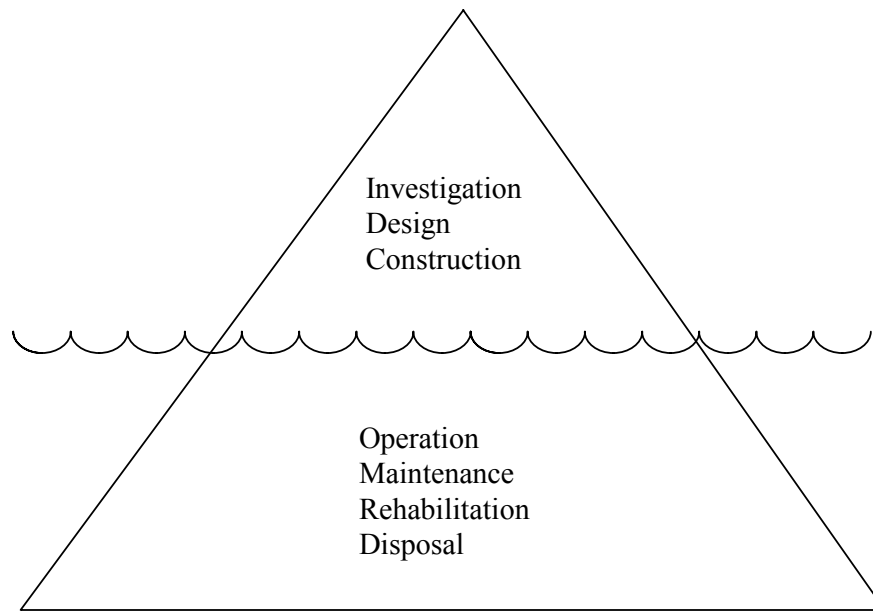 Investigation
Design
Construction
Operation
Maintenance
Rehabilitation
Disposal